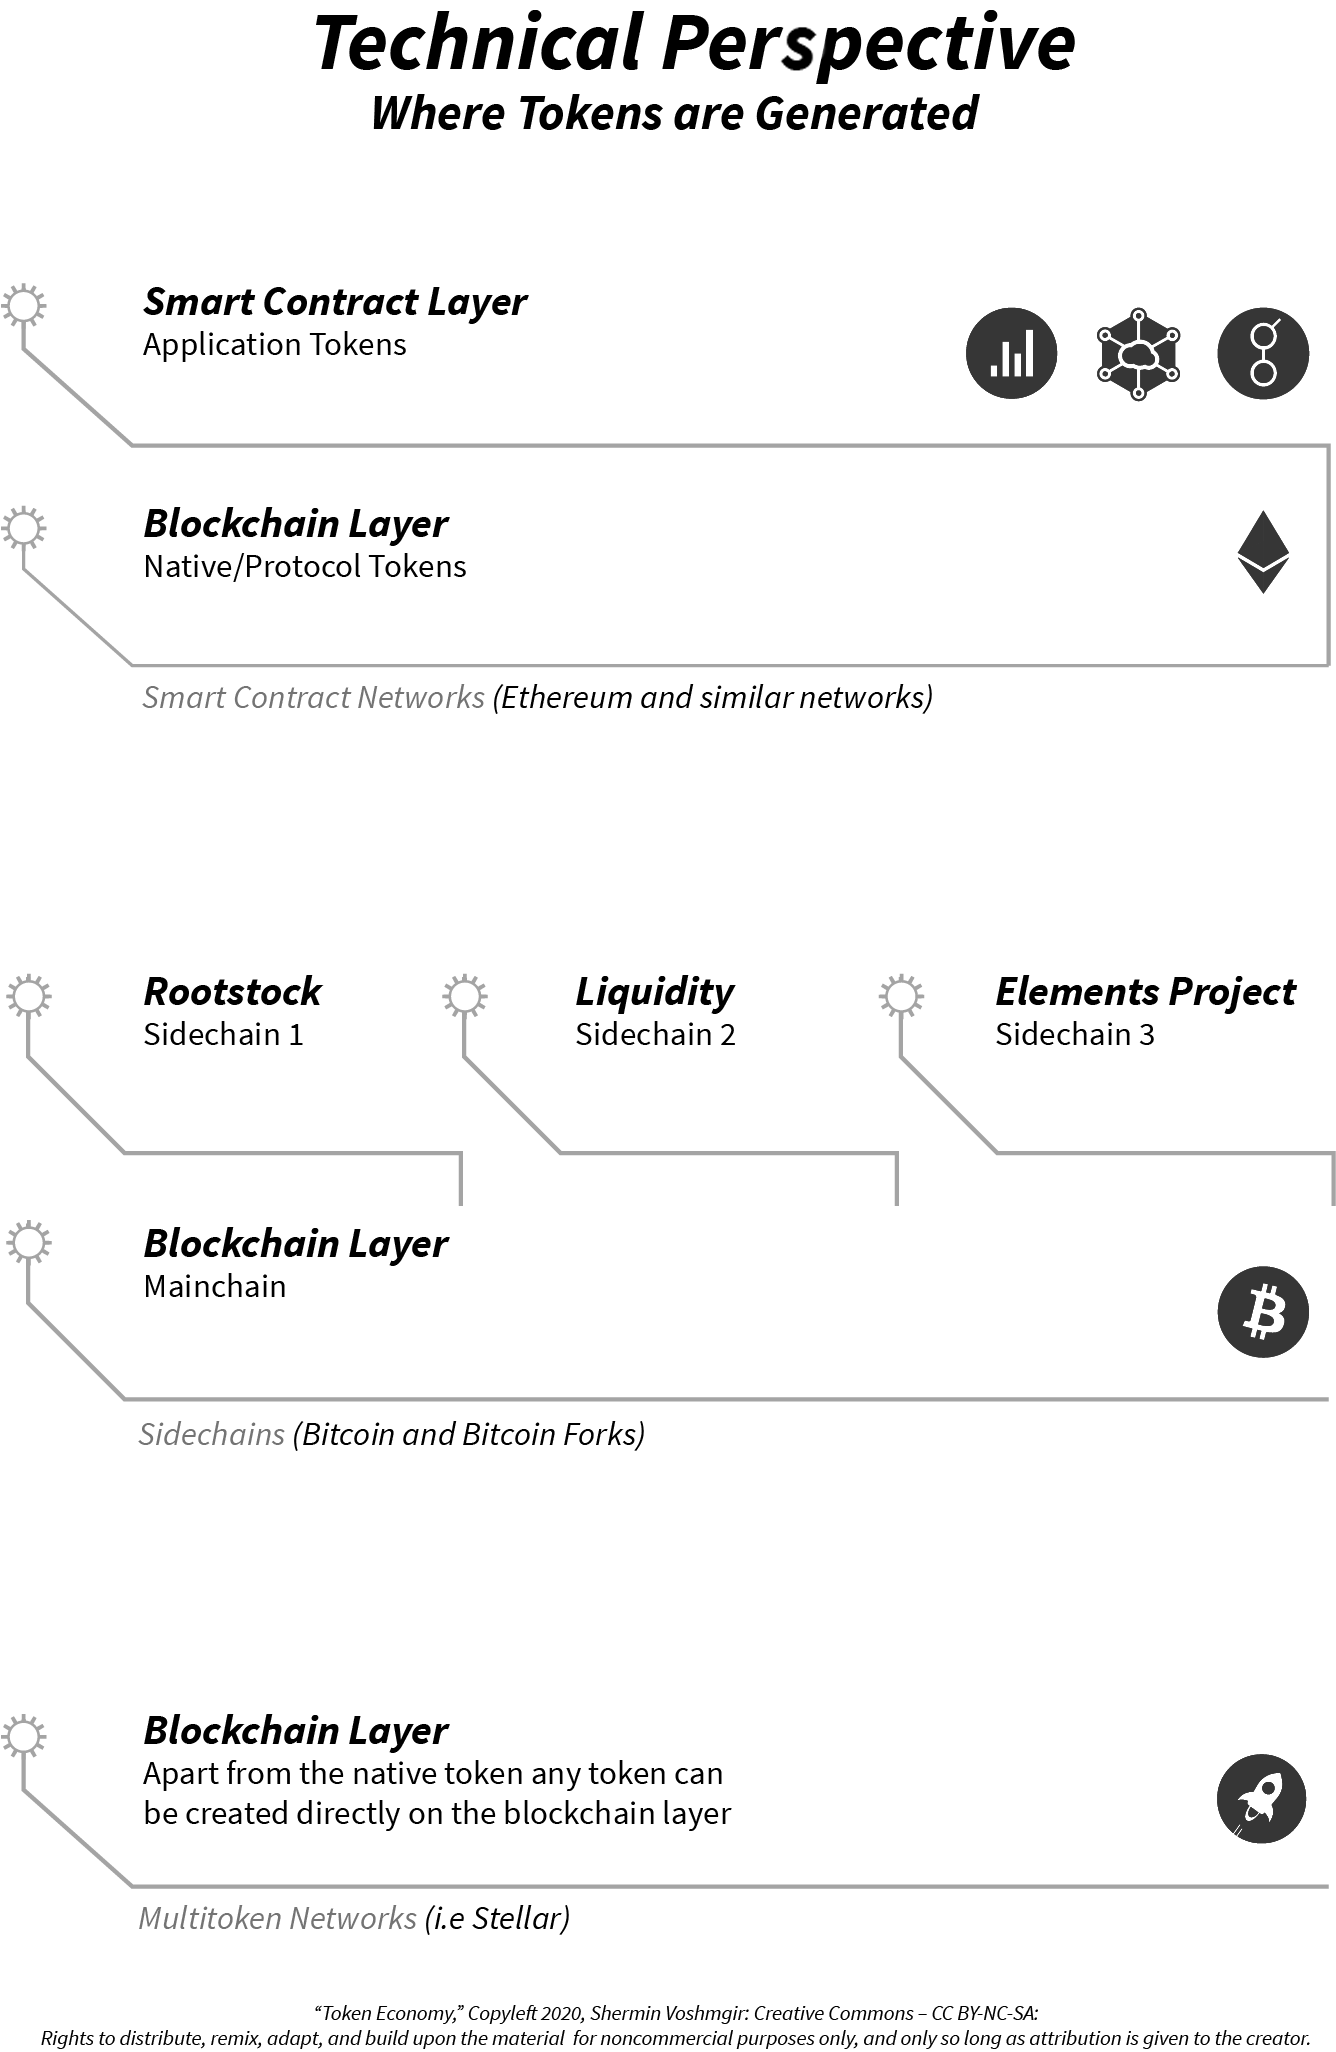 Technical Perspective
Where Tokens are Generated
Smart Contract Layer
Application Tokens
Blockchain Layer
Native/Protocol Tokens
Smart Contract Networks (Ethereum and similar networks)
Rootstock
Sidechain 1
Liquidity
Sidechain 2
Elements Project
Sidechain 3
Blockchain Layer
Mainchain
Sidechains (Bitcoin and Bitcoin Forks)
Blockchain Layer
Apart from the native token any token can
be created directly on the blockchain layer
Multitoken Networks (i.e Stellar)
“Token Economy,” Copyleft 2020, Shermin Voshmgir: Creative Commons – CC BY-NC-SA:
Rights to distribute, remix, adapt, and build upon the material for noncommercial purposes only, and only so long as attribution is given to the creator.